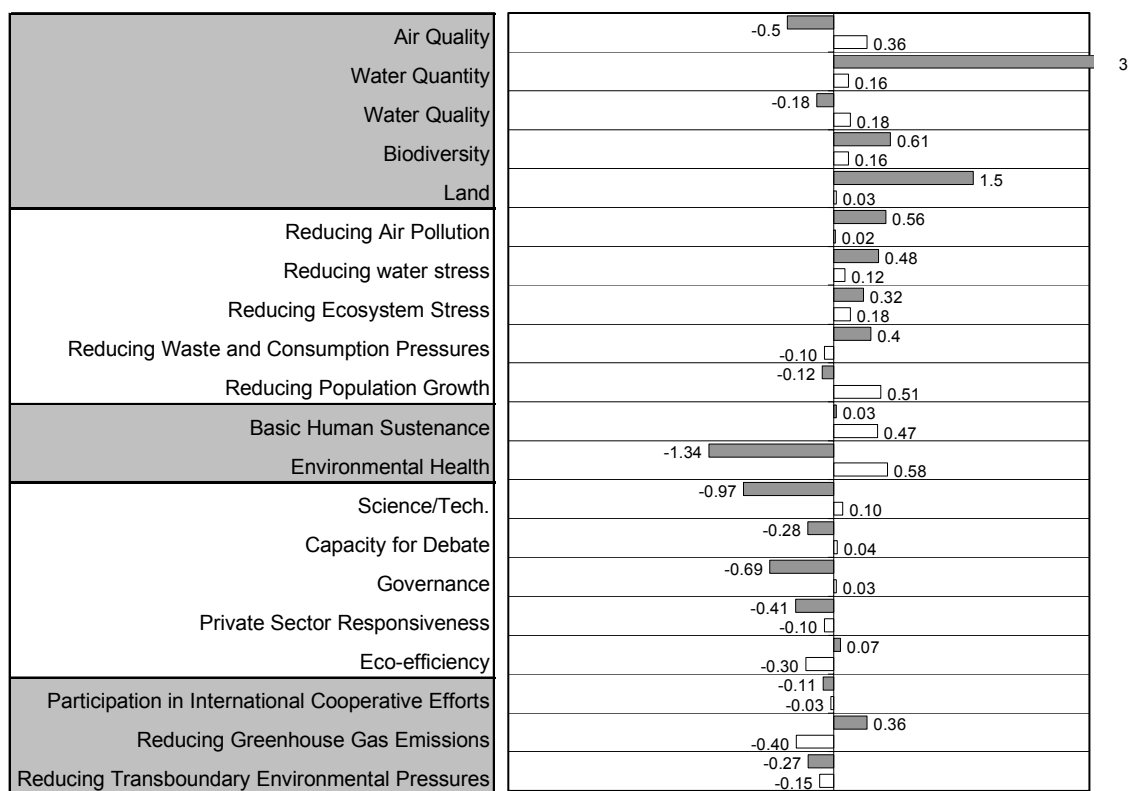 Air Quality
-0.5
0.36
Water Quantity
3
0.16
Water Quality
-0.18
0.18
Biodiversity
0.61
0.16
Land
1.5
0.03
Reducing Air Pollution
0.56
0.02
Reducing water stress
0.48
0.12
Reducing Ecosystem Stress
0.32
0.18
Reducing Waste and Consumption Pressures
0.4
-0.10
Reducing Population Growth
-0.12
0.51
Basic Human Sustenance
0.03
0.47
Environmental Health
-1.34
0.58
Science/Tech.
-0.97
0.10
Capacity for Debate
-0.28
0.04
Governance
-0.69
0.03
Private Sector Responsiveness
-0.41
-0.10
Eco-efficiency
0.07
-0.30
Participation in International Cooperative Efforts
-0.11
-0.03
Reducing Greenhouse Gas Emissions
0.36
-0.40
Reducing Transboundary Environmental Pressures
-0.27
-0.15